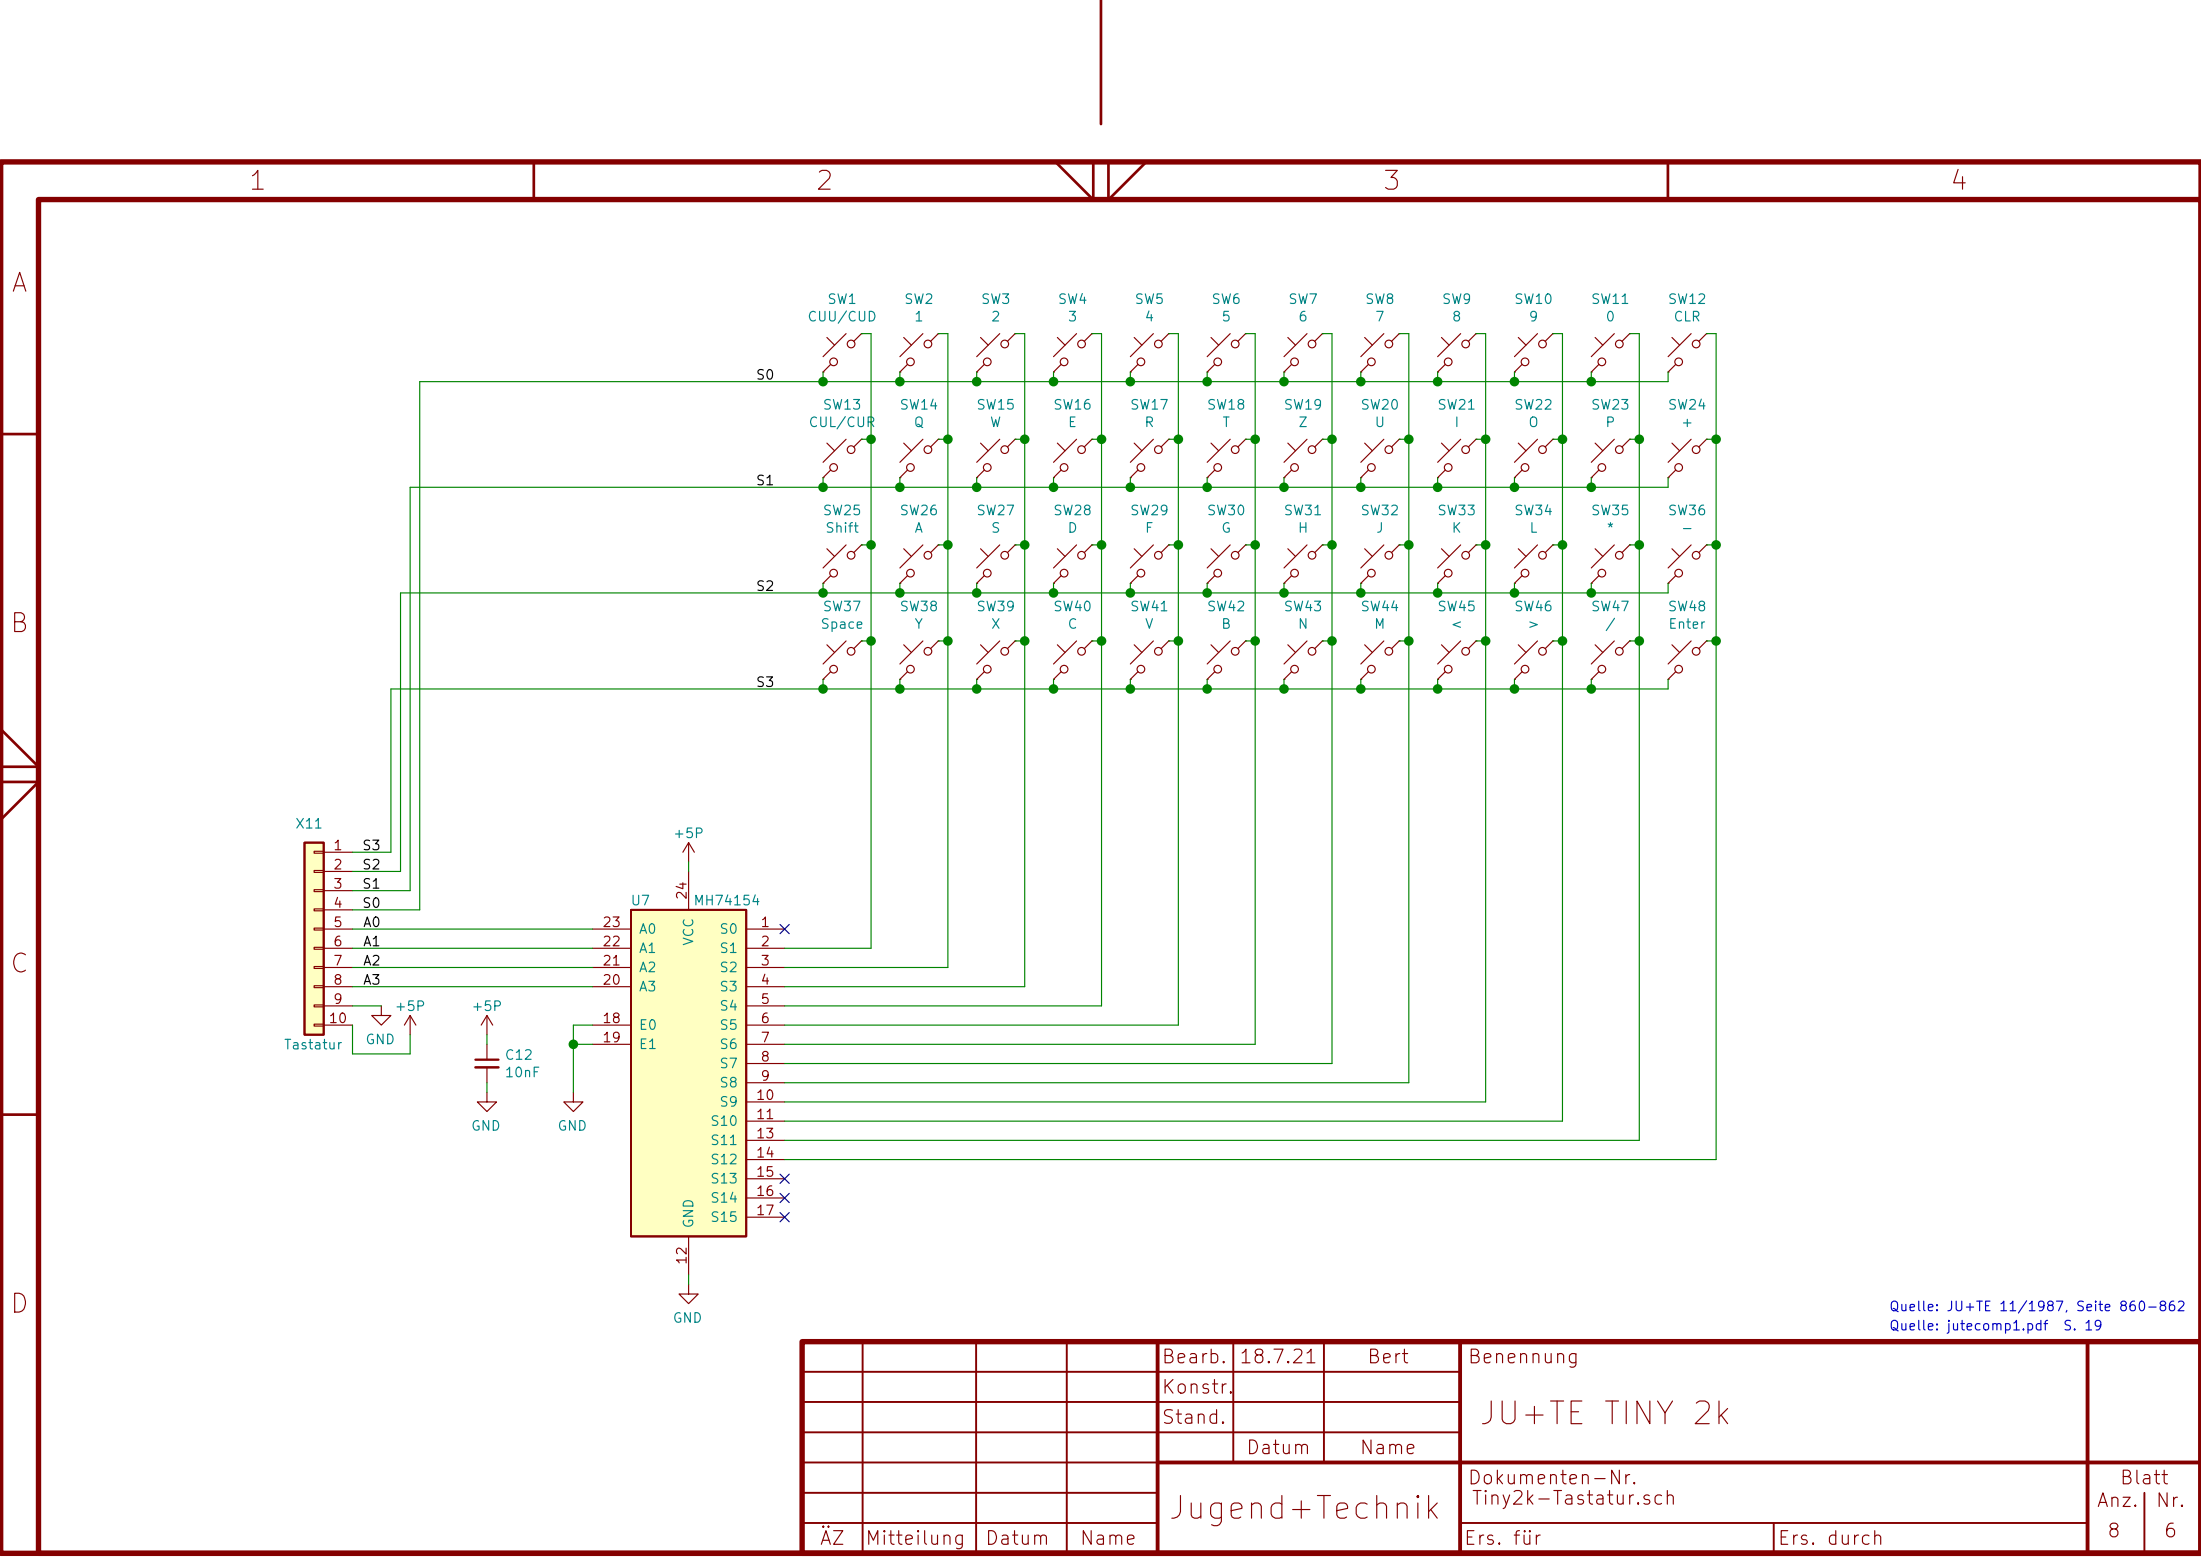 1 2 3 4
A
SW1 SW2 SW3 SW4 SW5 SW6 SW7 SW8 SW9 SW10 SW11 SW12
CUU/CUD 1 2 3 4 5 6 7 8 9 0 CLR
S0
SW13 SW14 SW15 SW16 SW17 SW18 SW19 SW20 SW21 SW22 SW23 SW24
CUL/CUR Q W E R T Z U I O P +
S1
SW25 SW26 SW27 SW28 SW29 SW30 SW31 SW32 SW33 SW34 SW35 SW36
Shift A S D F G H J K L * -
S2
SW37 SW38 SW39 SW40 SW41 SW42 SW43 SW44 SW45 SW46 SW47 SW48
B
Space Y X C V B N M < > / Enter
S3
X11
1 S3
2 S2
3 S1
4 S0
5 A0
6 A1
7 A2
8 A3
9
10
Tastatur
GND
+5P
+5P
C12
10nF
GND
GND
C
+5P
24
U7 MH74154
VCC
23 A0 S0 1
22 A1 S1 2
21 A2 S2 3
20 A3 S3 4
S4 5
18 E0 S5 6
19 E1 S6 7
S7 8
S8 9
S9 10
S10 11
S11 13
S12 14
S13 15
S14 16
S15 17
GND
12
GND
D
Quelle: JU+TE 11/1987, Seite 860-862
Quelle: jutecomp1.pdf S. 19
Bearb. 18.7.21 Bert
Konstr.
Stand.
Datum Name
Benennung
JU+TE TINY 2k
Jugend+Technik
Dokumenten-Nr.
Tiny2k-Tastatur.sch
Blatt
Anz. Nr.
8 6
ÄZ Mitteilung Datum Name
Ers. für Ers. durch